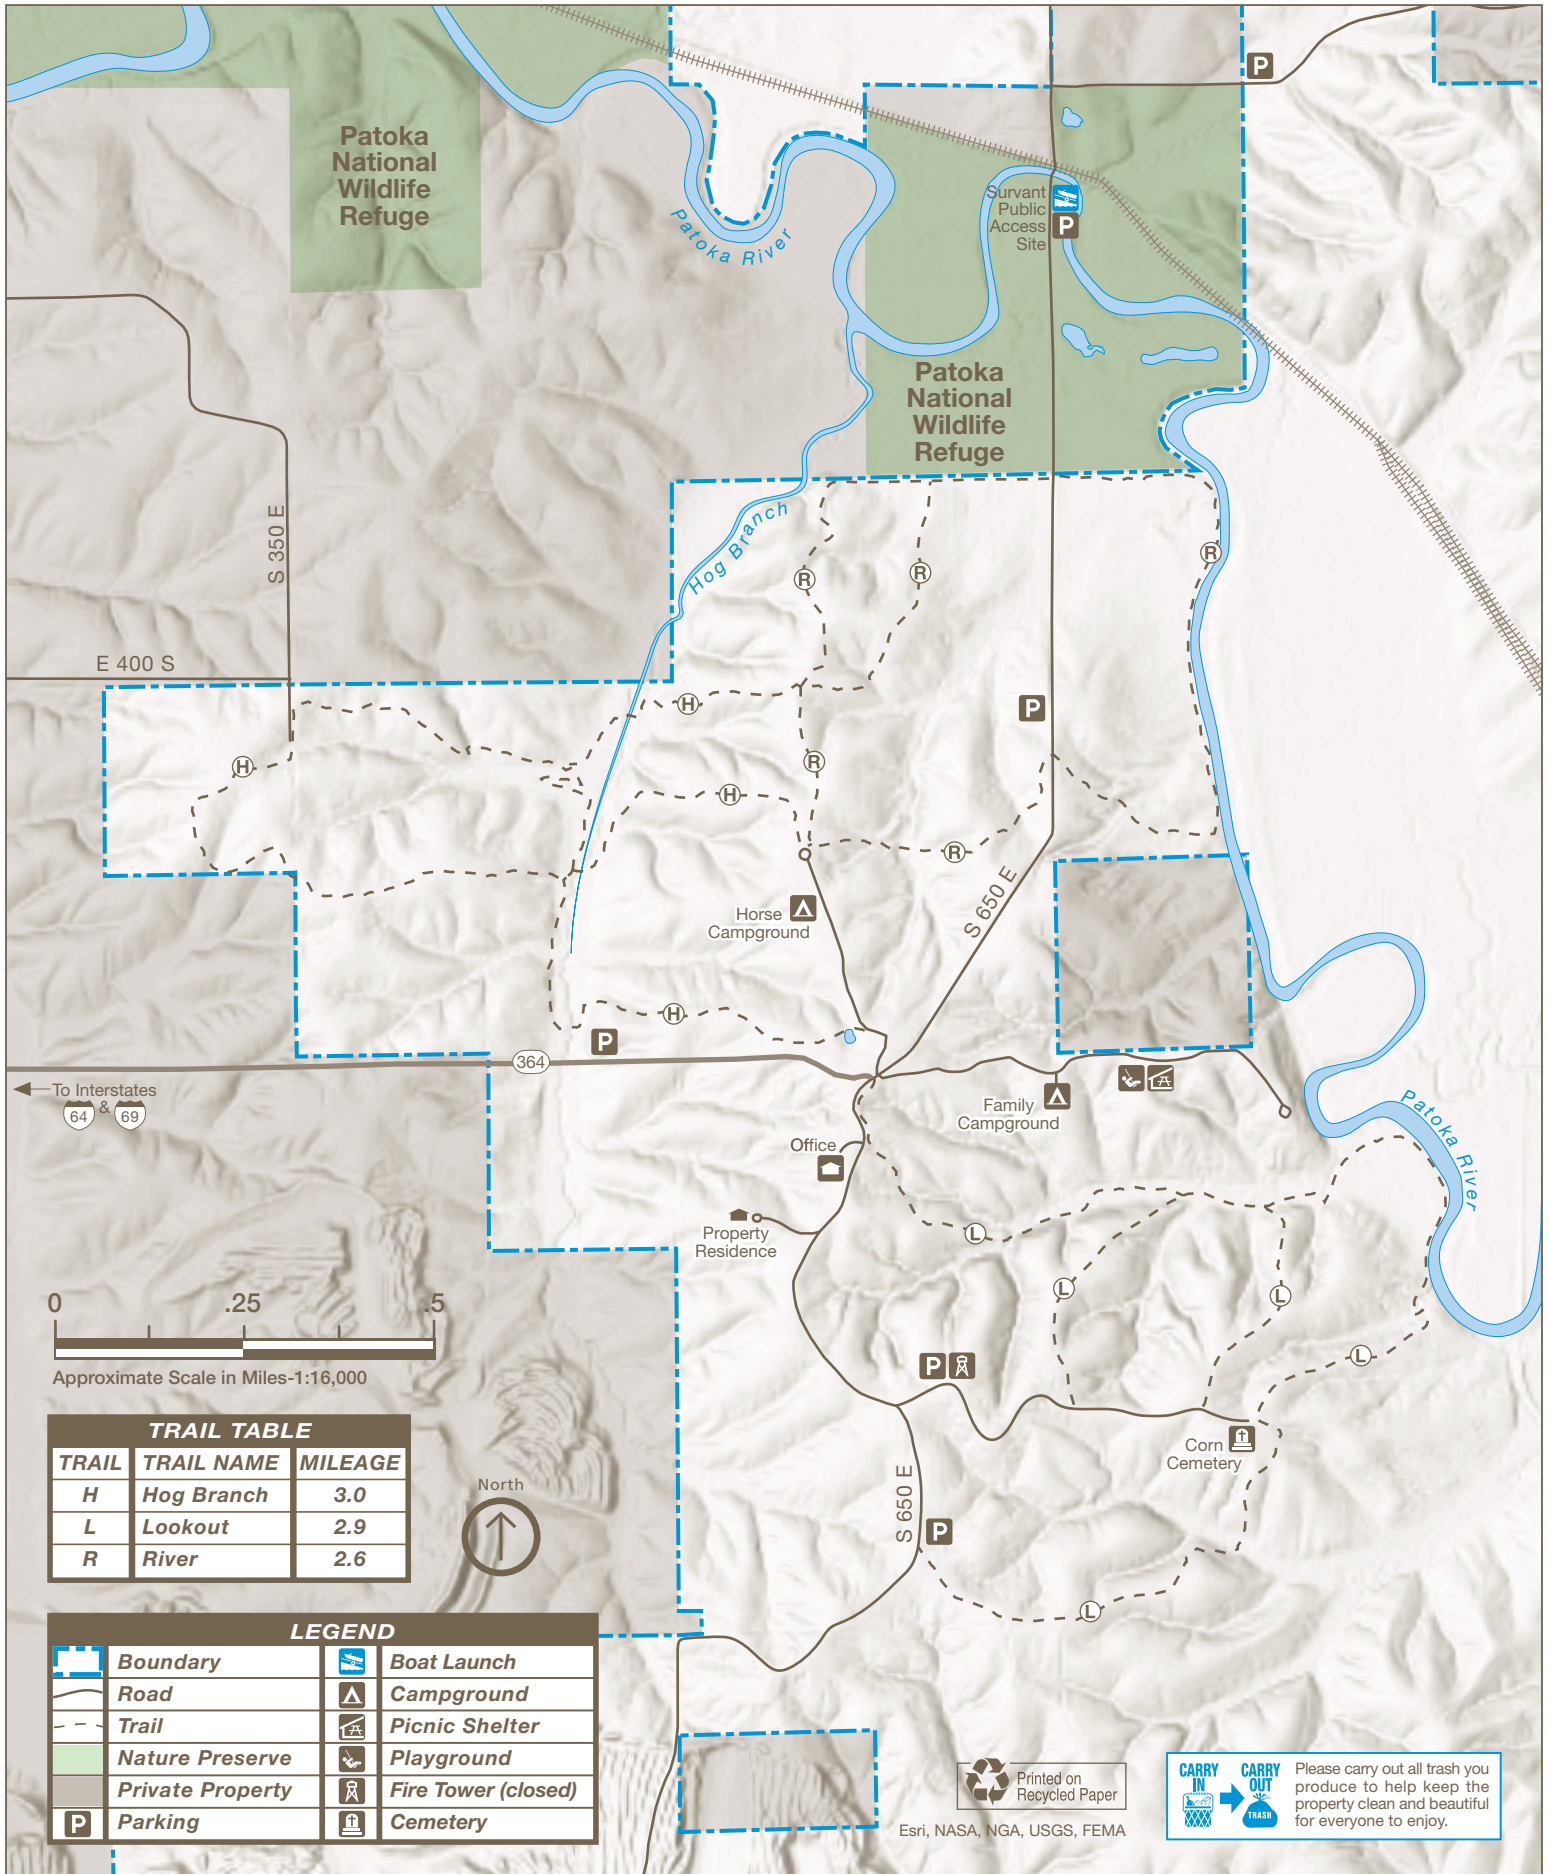 P
Patoka
National
Wildlife
Refuge
Survant
Public
Access
Site
P
Patoka River
Patoka
National
Wildlife
Refuge
S 350 E
Hog Branch
R
R
R
E 400 S
H
P
H
R
H
R
S 650 E
Horse
Campground
H
P
364
To Interstates
64 & 69
Family
Campground
Patoka River
Office
L
Property
Residence
L
L
0 .25 .5
Approximate Scale in Miles-1:16,000
L
P
Corn
Cemetery
S 650 E
P
L
TRAIL TABLE
TRAIL TRAIL NAME MILEAGE
H Hog Branch 3.0
L Lookout 2.9
R River 2.6
North
LEGEND
Boundary Boat Launch
Road Campground
Trail Picnic Shelter
Nature Preserve Playground
Private Property Fire Tower (closed)
P Parking Cemetery
Printed on
Recycled Paper
Esri, NASA, NGA, USGS, FEMA
CARRY
IN
CARRY
OUT
TRASH
Please carry out all trash you
produce to help keep the
property clean and beautiful
for everyone to enjoy.